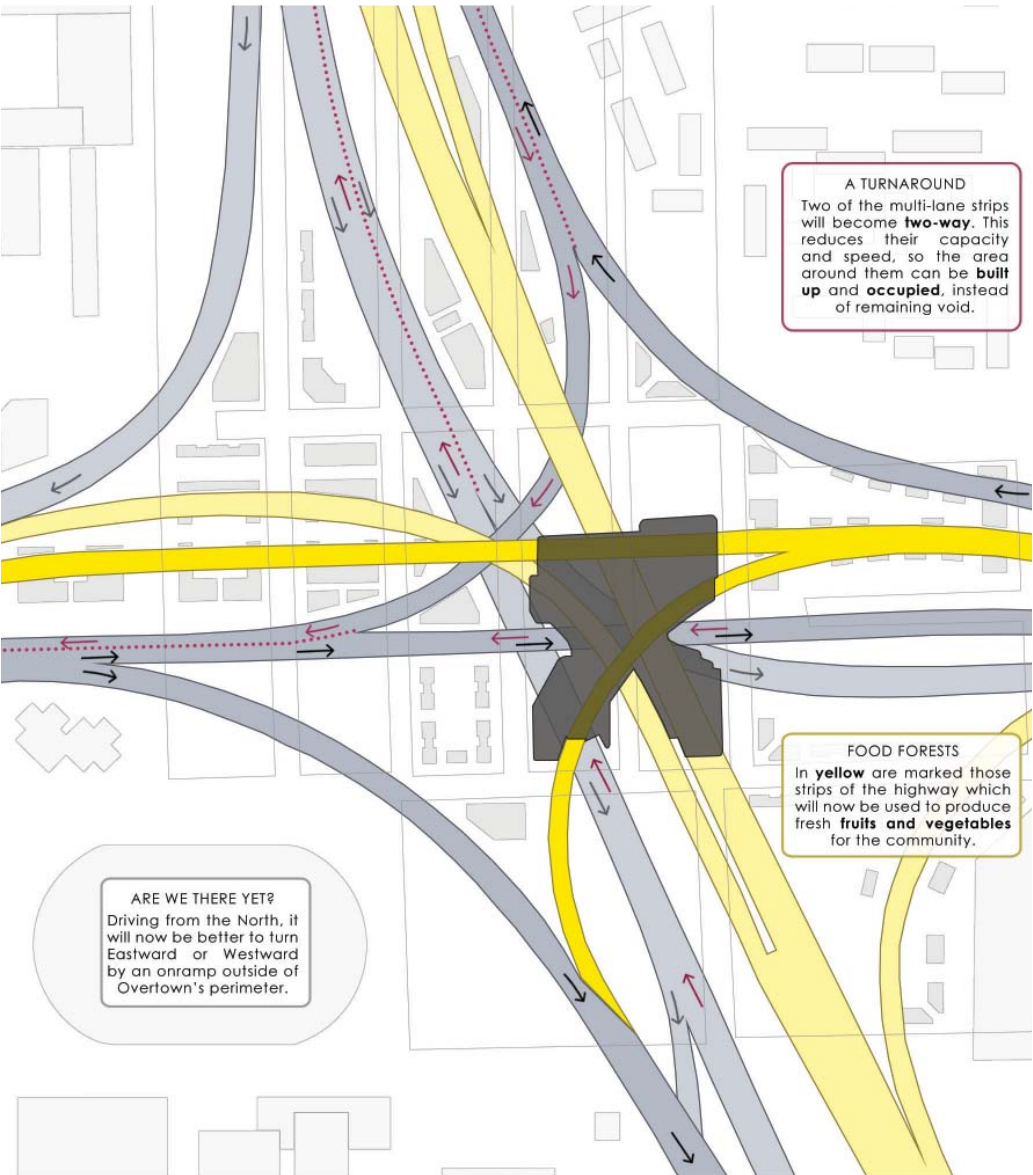 A TURNAROUND
Two of the multi-lane strips
will become two-way. This
reduces their capacity
and speed, so the area
around them can be built
up and occupied, instead
of remaining void.
FOOD FORESTS
In yellow are marked those
strips of the highway which
will now be used to produce
fresh fruits and vegetables
for the community.
ARE WE THERE YET?
Driving from the North, it
will now be better to turn
Eastward or Westward
by an onramp outside of
Overtown's perimeter.